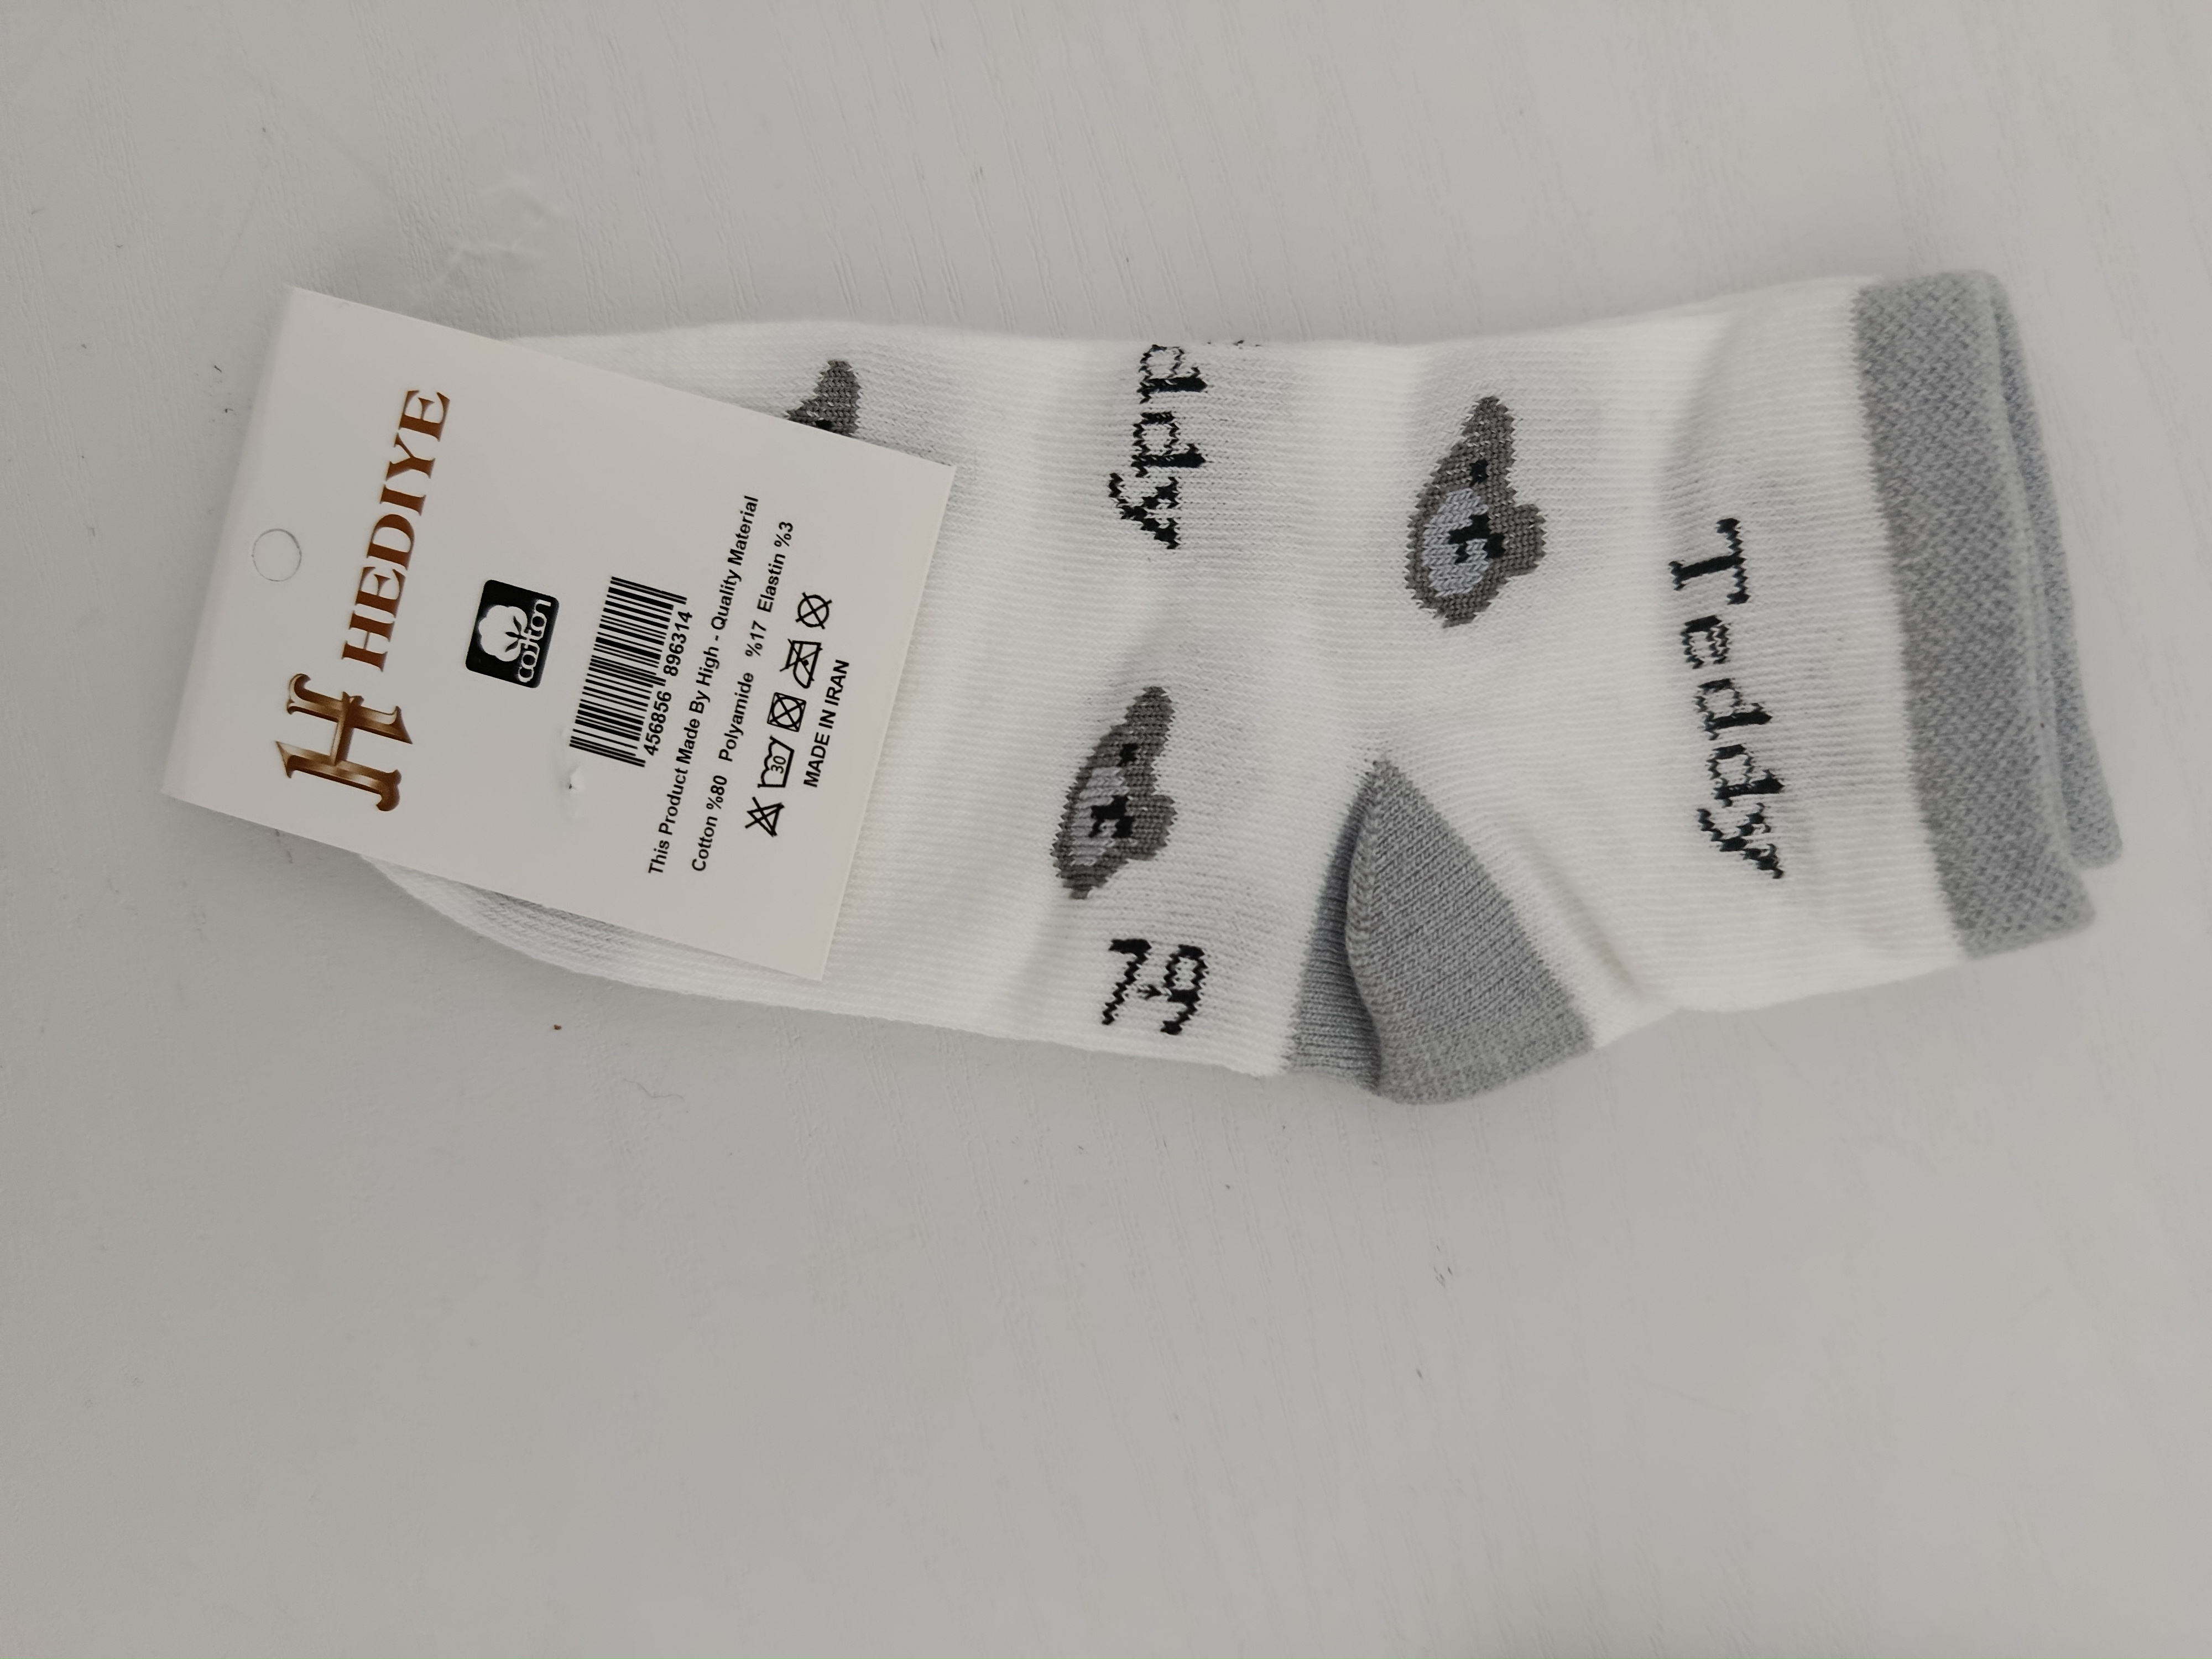 H HEDIYE
cotton
456856 896314
This Product Made By High - Quality Material
Cotton %80 Polyamide %17 Elastin %3
30
MADE IN IRAN
ddy
7-9
Teddy